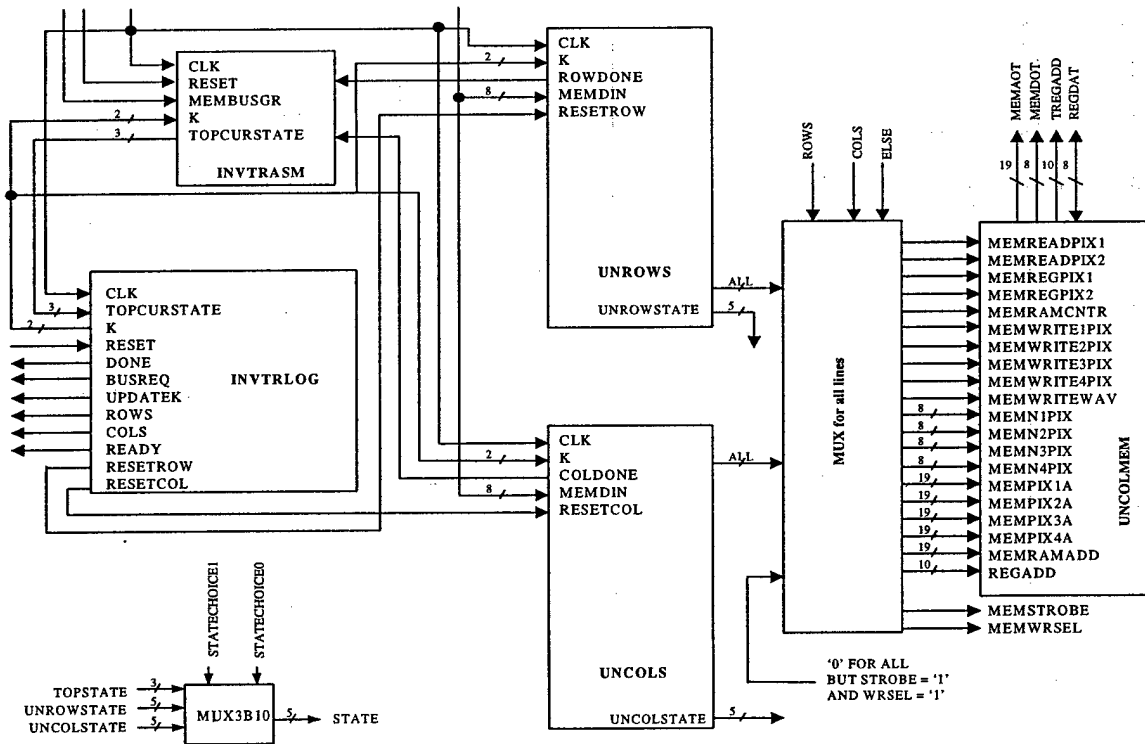 CLK
RESET
MEMBUSGR
2
K
3
TOPCURSTATE
INVTRASM
CLK
3
TOPCURSTATE
2
K
RESET
DONE
BUSREQ
UPDATEK
ROWS
COLS
READY
RESETROW
RESETCOL
INVTRLOG
CLK
2
K
ROWDONE
8
MEMDIN
RESETROW
UNROWS
ALL
UNROWSTATE
5
CLK
2
K
COLDONE
8
MEMDIN
RESETCOL
ALL
UNCOLS
UNCOLSTATE
5
ROWS
COLS
ELSE
MUX for all lines
'0' FOR ALL
BUT STROBE = '1'
AND WRSEL = '1'
MEMAOT
MEMDOT
TREGADD
REGDAT
19
8
10
8
MEMREADPIX1
MEMREADPIX2
MEMREGPIX1
MEMREGPIX2
MEMRAMCNTR
MEMWRITE1PIX
MEMWRITE2PIX
MEMWRITE3PIX
MEMWRITE4PIX
MEMWRITEWAV
8 MEMN1PIX
8 MEMN2PIX
8 MEMN3PIX
8 MEMN4PIX
19 MEMPIX1A
19 MEMPIX2A
19 MEMPIX3A
19 MEMPIX4A
19 MEMRAMADD
10 REGADD
UNCOLMEM
MEMSTROBE
MEMWRSEL
STATECHOICE1
STATECHOICE0
TOPSTATE 3
UNROWSTATE 5
UNCOLSTATE 5
MUX3B10
5
STATE